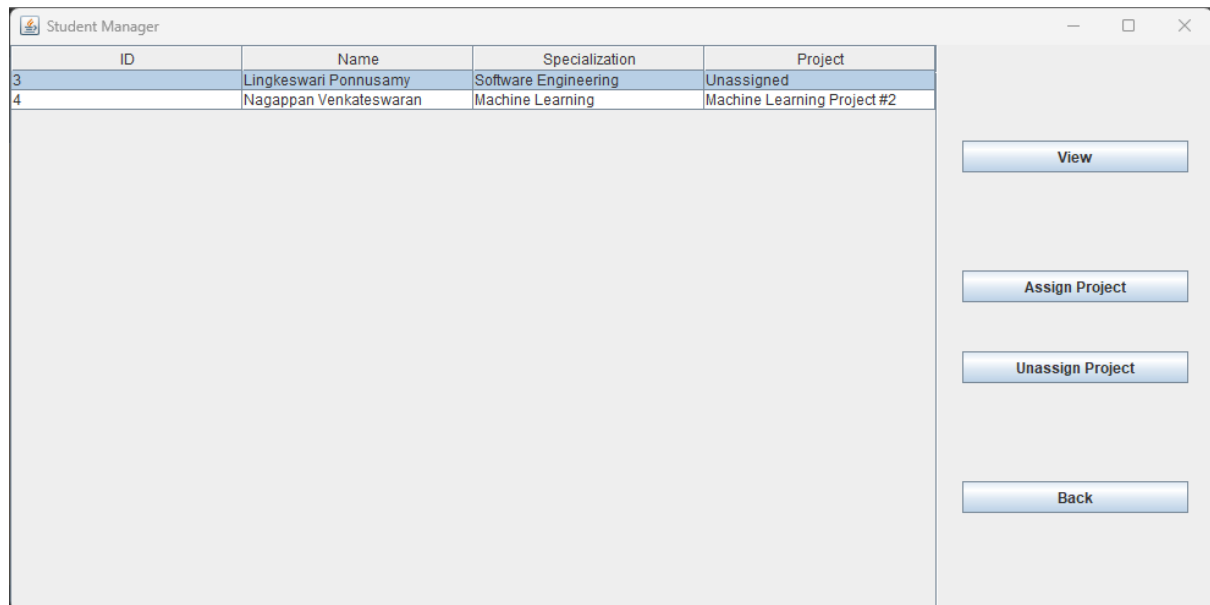 Student Manager
ID Name Specialization Project
3 Lingkeswari Ponnusamy Software Engineering Unassigned
4 Nagappan Venkateswaran Machine Learning Machine Learning Project #2
View
Assign Project
Unassign Project
Back